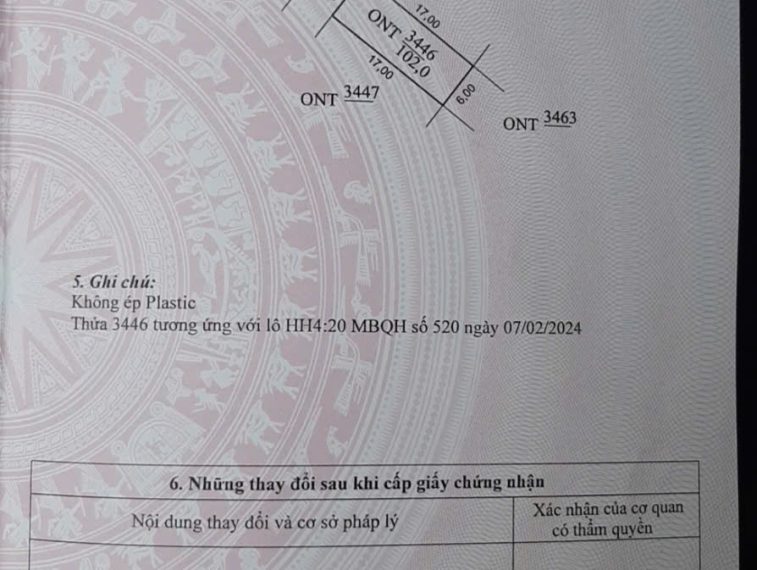 17,00
ONT 3446
102,0
17,00
6,00
ONT 3447
ONT 3463
5. Ghi chú:
Không ép Plastic
Thửa 3446 tương ứng với lô HH4:20 MBQH số 520 ngày 07/02/2024
6. Những thay đổi sau khi cấp giấy chứng nhận
Nội dung thay đổi và cơ sở pháp lý
Xác nhận của cơ quan
có thẩm quyền